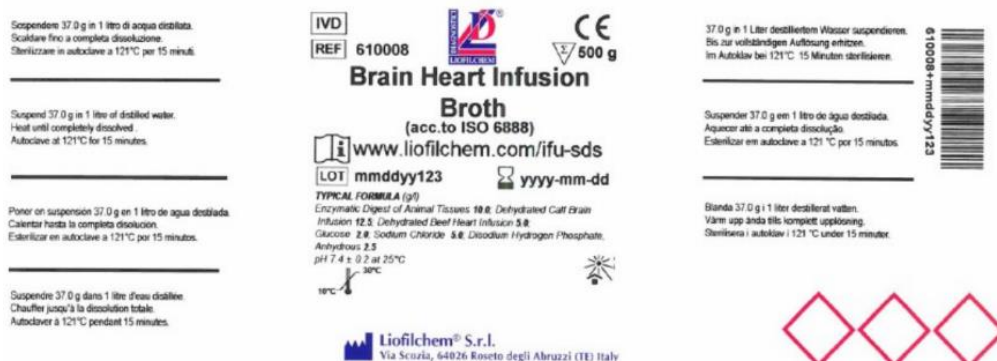 Sospendere 37.0 g in 1 litro di acqua distillata.
Scaldare fino a completa dissoluzione.
Sterilizzare in autoclave a 121°C per 15 minuti.
Suspend 37.0 g in 1 litre of distilled water.
Heat until completely dissolved.
Autoclave at 121°C for 15 minutes.
Poner en suspensión 37.0 g en 1 litro de agua destilada.
Calentar hasta la completa disolución.
Esterilizar en autoclave a 121°C por 15 minutos.
Suspendre 37.0 g dans 1 litre d'eau distillée.
Chauffer jusqu'à la dissolution totale.
Autoclaver à 121°C pendant 15 minutes.
IVD
REF 610008
DIAGNOSTICI
LIOFILCHEM
CE
Σ 500 g
Brain Heart Infusion
Broth
(acc.to ISO 6888)
www.liofilchem.com/ifu-sds
LOT mmddyy123
yyyy-mm-dd
TYPICAL FORMULA (g/l)
Enzymatic Digest of Animal Tissues 10.0; Dehydrated Calf Brain
Infusion 12.5; Dehydrated Beef Heart Infusion 5.0;
Glucose 2.0; Sodium Chloride 5.0; Disodium Hydrogen Phosphate,
Anhydrous 2.5
pH 7.4 ± 0.2 at 25°C
30°C
10°C
Liofilchem® S.r.l.
Via Scozia, 64026 Roseto degli Abruzzi (TE) Italy
37.0 g in 1 Liter destilliertem Wasser suspendieren.
Bis zur vollständigen Auflösung erhitzen.
Im Autoklav bei 121°C 15 Minuten sterilisieren.
Suspender 37.0 g em 1 litro de água destilada.
Aquecer até a completa dissolução.
Esterilizar em autoclave a 121 °C por 15 minutos.
Blanda 37.0 g i 1 liter destillerat vatten.
Värm upp ända tills komplett upplösning.
Sterilisera i autoklav i 121 °C under 15 minuter.
610008+mmddyy123